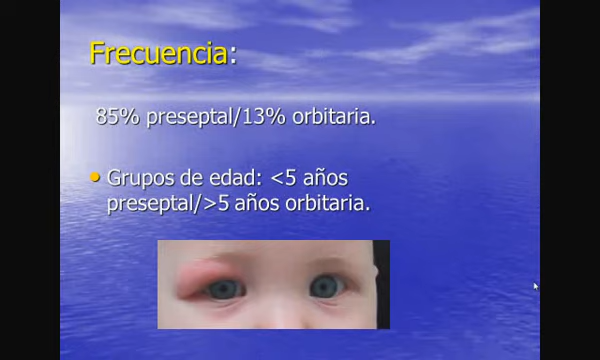 Frecuencia:
85% preseptal/13% orbitaria.
Grupos de edad: <5 años
preseptal/>5 años orbitaria.